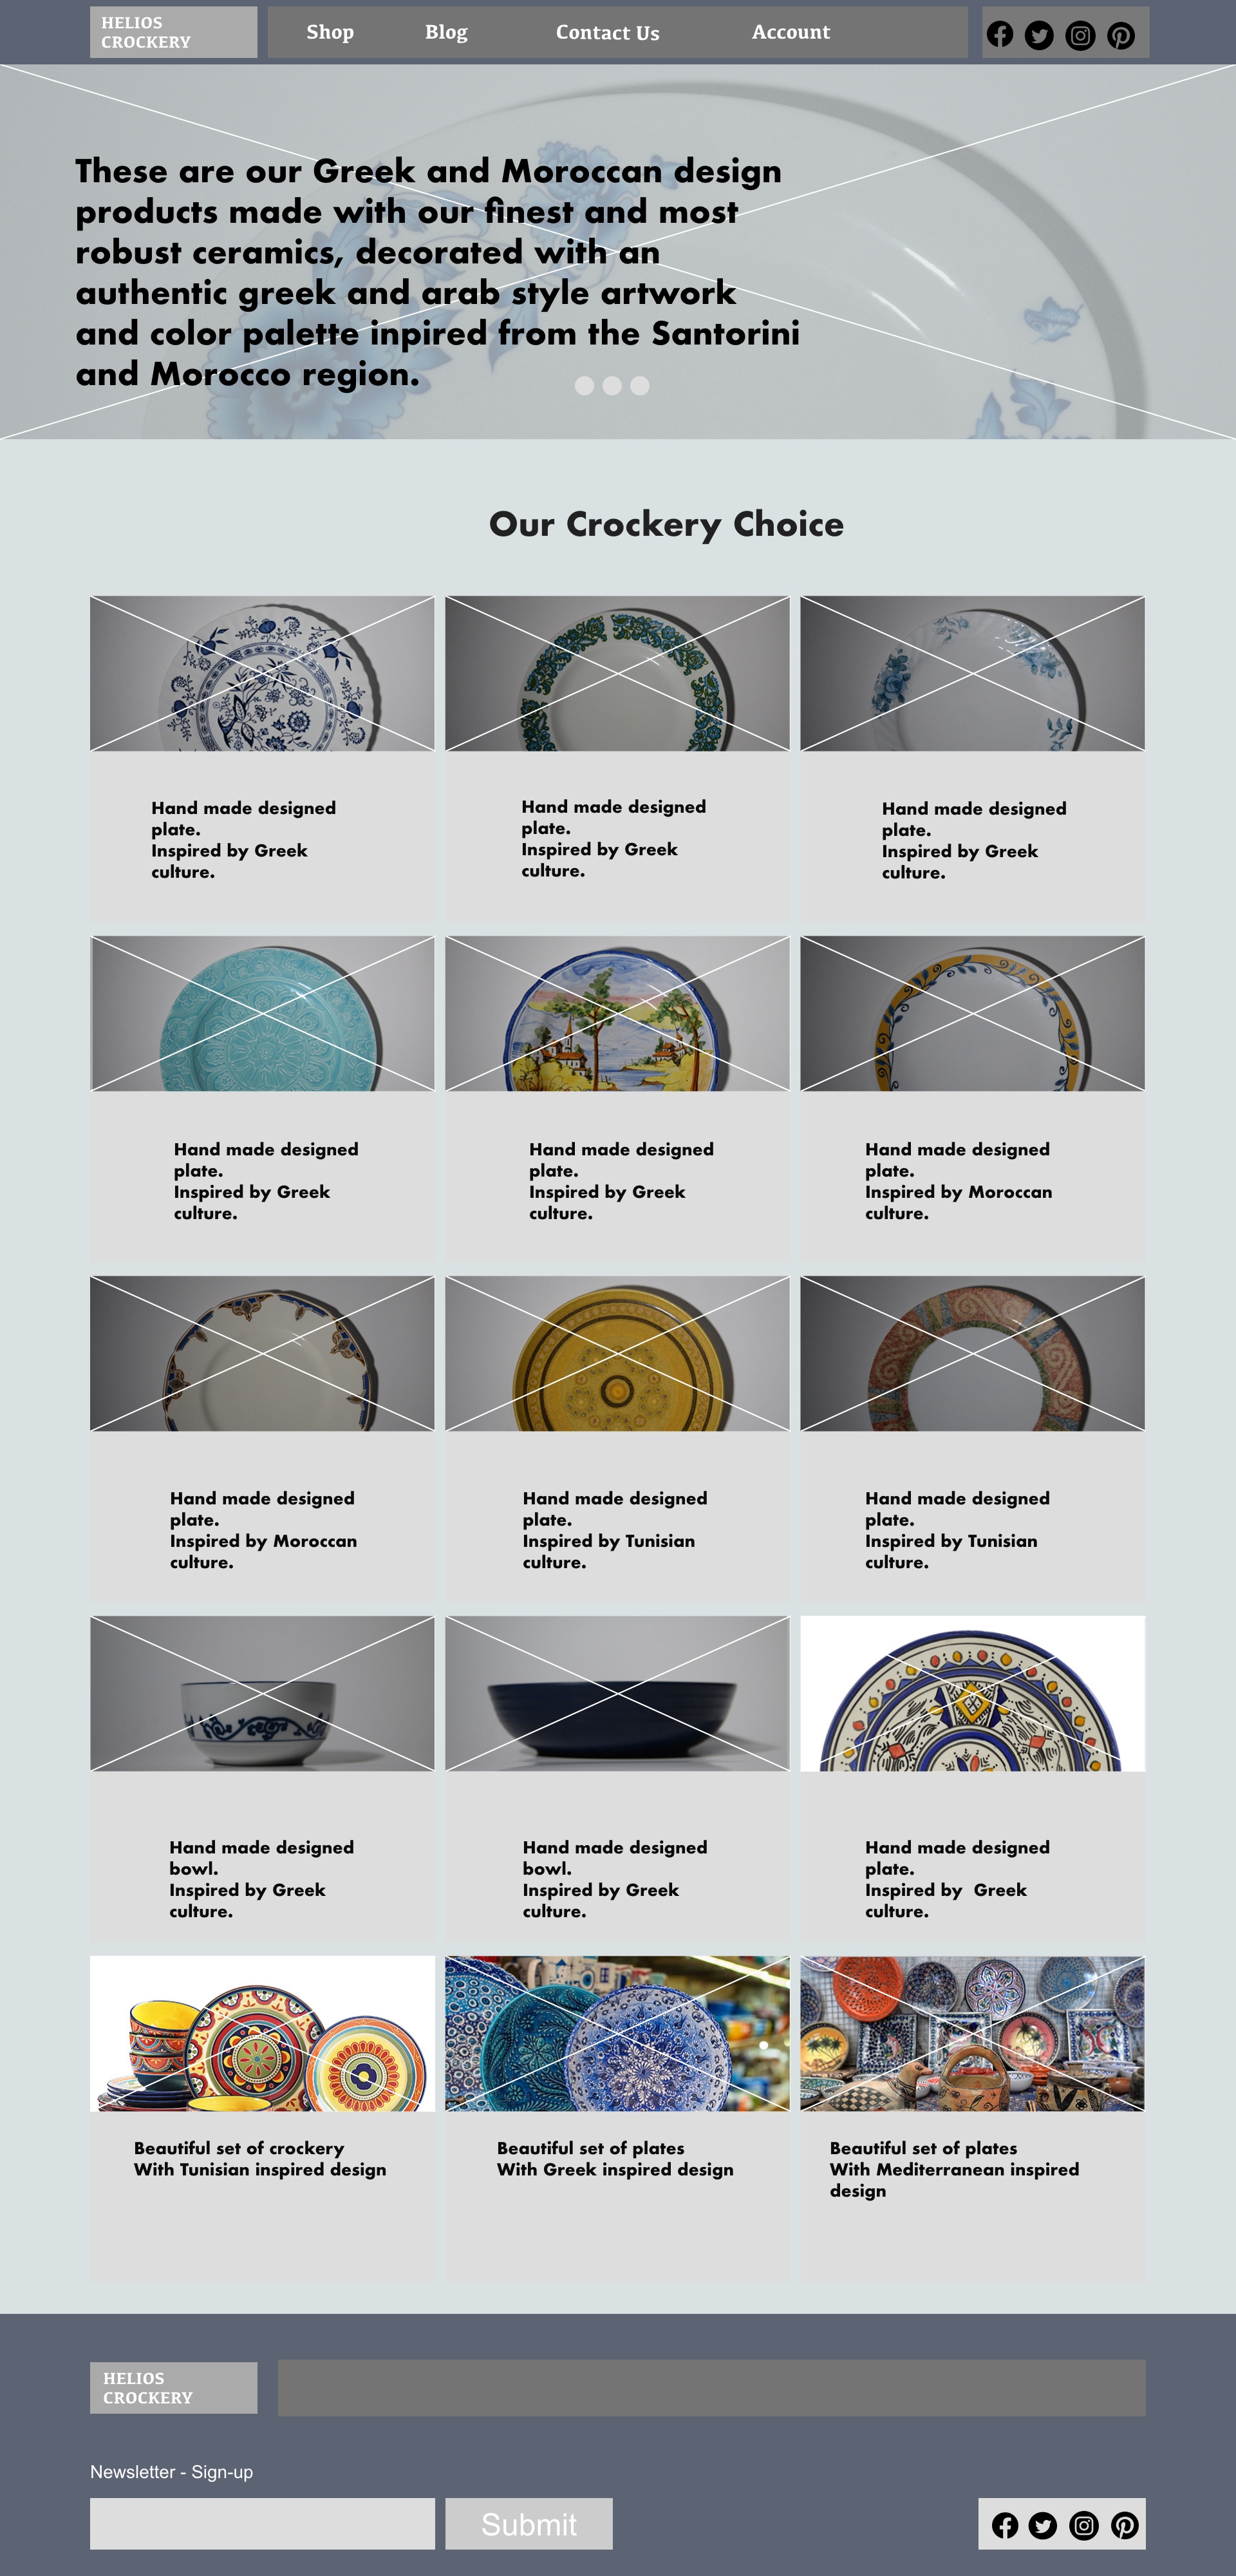 HELIOS
CROCKERY
Shop Blog Contact Us Account
These are our Greek and Moroccan design
products made with our finest and most
robust ceramics, decorated with an
authentic greek and arab style artwork
and color palette inpired from the Santorini
and Morocco region.
Our Crockery Choice
Hand made designed
plate.
Inspired by Greek
culture.
Hand made designed
plate.
Inspired by Greek
culture.
Hand made designed
plate.
Inspired by Greek
culture.
Hand made designed
plate.
Inspired by Greek
culture.
Hand made designed
plate.
Inspired by Greek
culture.
Hand made designed
plate.
Inspired by Moroccan
culture.
Hand made designed
plate.
Inspired by Moroccan
culture.
Hand made designed
plate.
Inspired by Tunisian
culture.
Hand made designed
plate.
Inspired by Tunisian
culture.
Hand made designed
bowl.
Inspired by Greek
culture.
Hand made designed
bowl.
Inspired by Greek
culture.
Hand made designed
plate.
Inspired by  Greek
culture.
Beautiful set of crockery
With Tunisian inspired design
Beautiful set of plates
With Greek inspired design
Beautiful set of plates
With Mediterranean inspired
design
HELIOS
CROCKERY
Newsletter - Sign-up
Submit